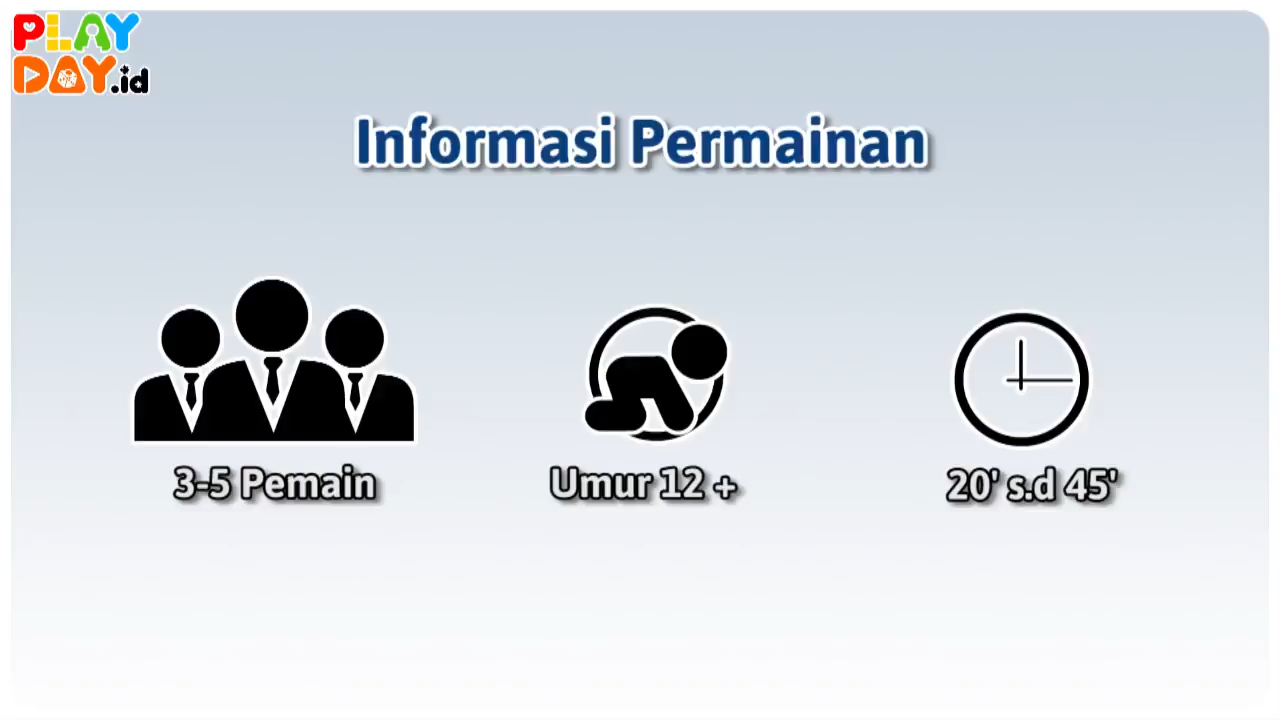 PLAY
DAY.id
Informasi Permainan
3-5 Pemain
Umur 12 +
20' s.d 45'